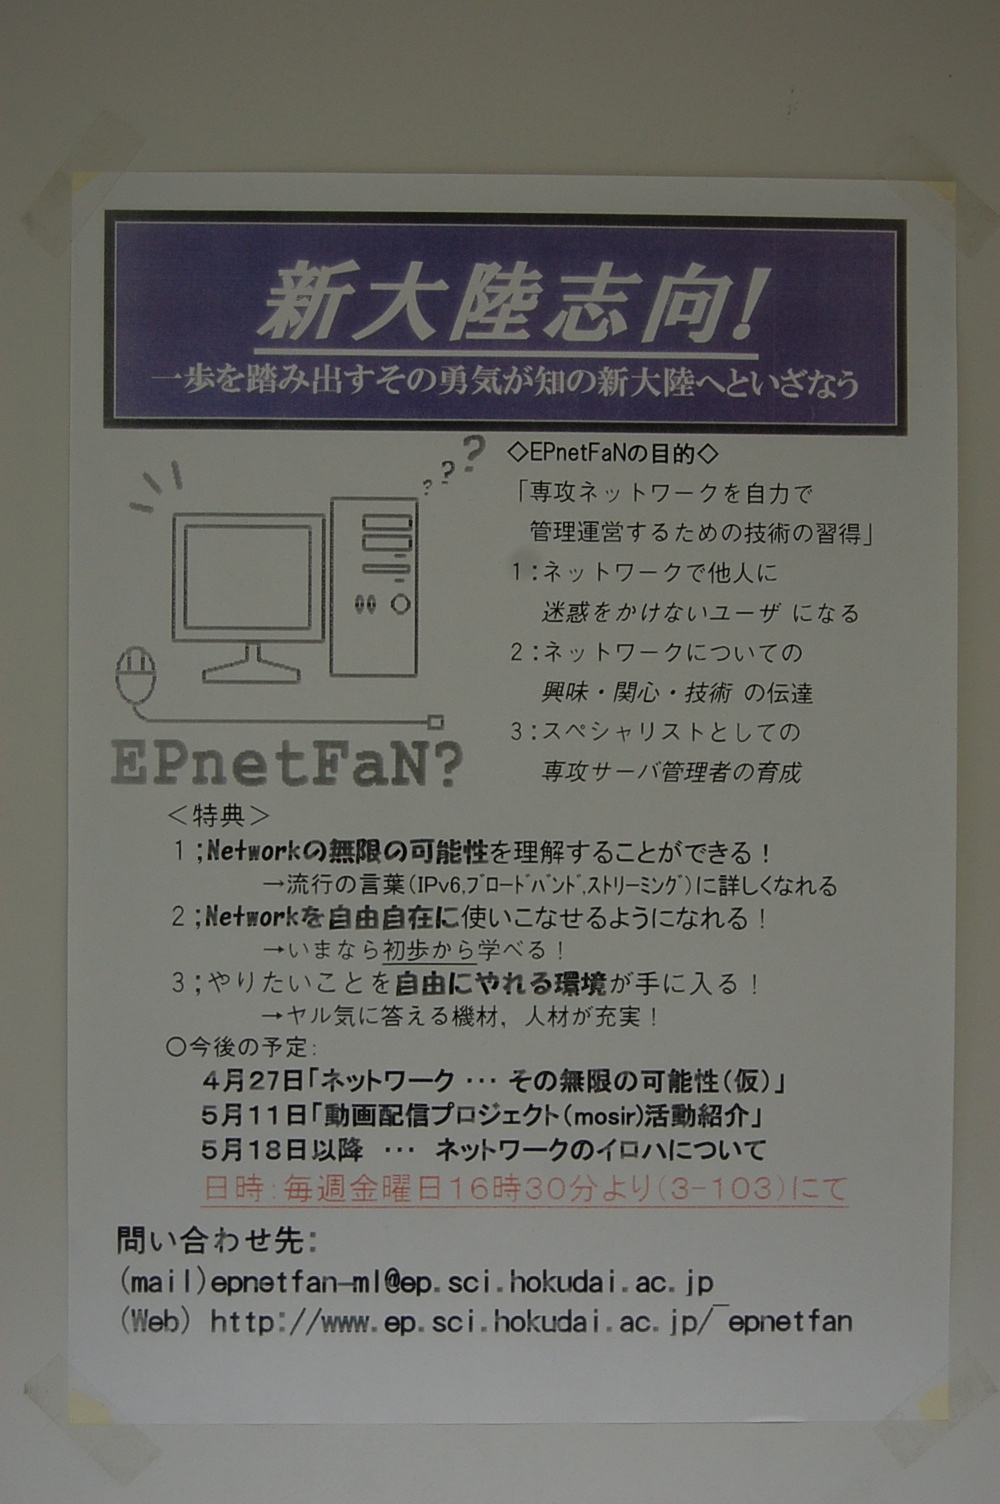 新大陸志向!
一歩を踏み出すその勇気が知の新大陸へといざなう
???
◇EPnetFaNの目的◇
「専攻ネットワークを自力で
管理運営するための技術の習得」
1:ネットワークで他人に
迷惑をかけないユーザ になる
2:ネットワークについての
興味・関心・技術 の伝達
3:スペシャリストとしての
専攻サーバ管理者の育成
EPnetFaN?
＜特典＞
1;Networkの無限の可能性を理解することができる!
→流行の言葉(IPv6,ﾌﾞﾛｰﾄﾞﾊﾞﾝﾄﾞ,ｽﾄﾘｰﾐﾝｸﾞ)に詳しくなれる
2;Networkを自由自在に使いこなせるようになれる!
→いまなら初歩から学べる!
3;やりたいことを自由にやれる環境が手に入る!
→ヤル気に答える機材，人材が充実!
○今後の予定:
4月27日「ネットワーク … その無限の可能性(仮)」
5月11日「動画配信プロジェクト(mosir)活動紹介」
5月18日以降 … ネットワークのイロハについて
日時:毎週金曜日16時30分より(3-103)にて
問い合わせ先:
(mail)epnetfan-ml@ep.sci.hokudai.ac.jp
(Web) http://www.ep.sci.hokudai.ac.jp/‾epnetfan